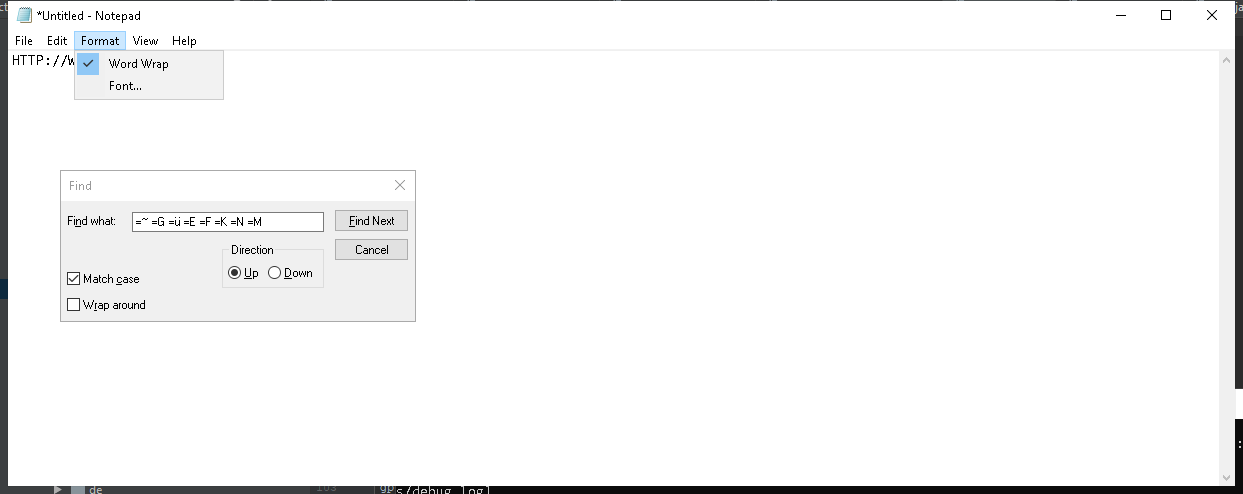 *Untitled - Notepad
File Edit Format View Help
HTTP://W
Word Wrap
Font...
Find
Find what: =~ =G =ü =E =F =K =N =M Find Next
Direction Cancel
Match case Up Down
Wrap around
de 103 s/debug.log]